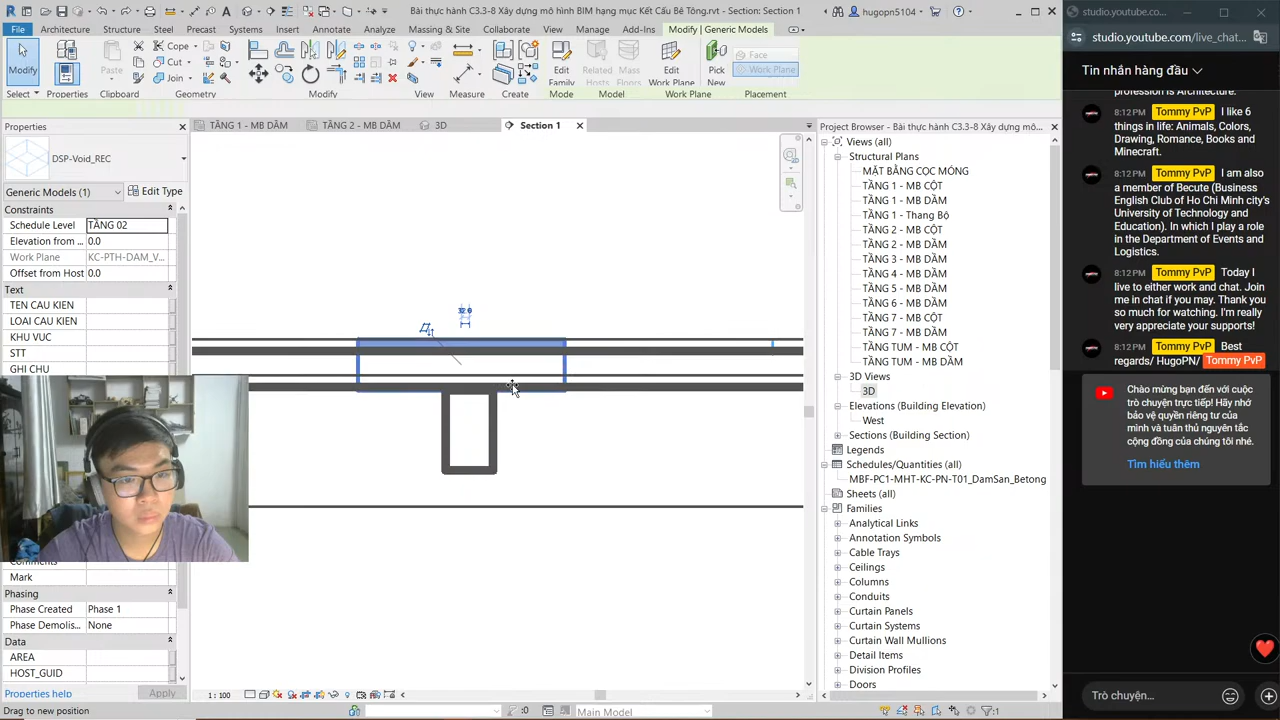 Bài thực hành C3.3-8 Xây dựng mô hình BIM hạng mục Kết Cấu Bê Tông.rvt - Section: Section 1
hugopn5104
File
Architecture
Structure
Steel
Precast
Systems
Insert
Annotate
Analyze
Massing & Site
Collaborate
View
Manage
Add-Ins
Modify | Generic Models
Modify
Properties
Paste
Cope
Cut
Join
Edit Family
Related Hosts
Mass Floors
Edit Work Plane
Pick New
Face
Work Plane
Select
Properties
Clipboard
Geometry
Modify
View
Measure
Create
Mode
Model
Work Plane
Placement
Properties
DSP-Void_REC
Generic Models (1)
Edit Type
Constraints
Schedule Level TẦNG 02
Elevation from ... 0.0
Work Plane KC-PTH-DAM_V...
Offset from Host 0.0
Text
TEN CAU KIEN
LOAI CAU KIEN
KHU VUC
STT
GHI CHU
Comments
Mark
Phasing
Phase Created Phase 1
Phase Demolis... None
Data
AREA
HOST_GUID
Properties help
Apply
Drag to new position
TẦNG 1 - MB DẦM
TẦNG 2 - MB DẦM
3D
Section 1
1 : 100
:0
Main Model
:1
Project Browser - Bài thực hành C3.3-8 Xây dựng mô...
Views (all)
Structural Plans
MẶT BẰNG CỌC MÓNG
TẦNG 1 - MB CỘT
TẦNG 1 - MB DẦM
TẦNG 1 - Thang Bộ
TẦNG 2 - MB CỘT
TẦNG 2 - MB DẦM
TẦNG 3 - MB DẦM
TẦNG 4 - MB DẦM
TẦNG 5 - MB DẦM
TẦNG 6 - MB DẦM
TẦNG 7 - MB CỘT
TẦNG 7 - MB DẦM
TẦNG TUM - MB CỘT
TẦNG TUM - MB DẦM
3D Views
3D
Elevations (Building Elevation)
West
Sections (Building Section)
Legends
Schedules/Quantities (all)
MBF-PC1-MHT-KC-PN-T01_DamSan_Betong
Sheets (all)
Families
Analytical Links
Annotation Symbols
Cable Trays
Ceilings
Columns
Conduits
Curtain Panels
Curtain Systems
Curtain Wall Mullions
Detail Items
Division Profiles
Doors
studio.youtube.co...
studio.youtube.com/live_chat...
Tin nhắn hàng đầu
profession is Architecture.
8:12 PM Tommy PvP I like 6
things in life: Animals, Colors,
Drawing, Romance, Books and
Minecraft.
8:12 PM Tommy PvP I am also
a member of Becute (Business
English Club of Ho Chi Minh city's
University of Technology and
Education). In which I play a role
in the Department of Events and
Logistics.
8:12 PM Tommy PvP Today I
live to either work and chat. Join
me in chat if you may. Thank you
so much for watching. I'm really
very appreciate your supports!
8:12 PM Tommy PvP Best
regards/ HugoPN/ Tommy PvP
Chào mừng bạn đến với cuộc
trò chuyện trực tiếp! Hãy nhớ
bảo vệ quyền riêng tư của
mình và tuân thủ nguyên tắc
cộng đồng của chúng tôi nhé.
Tìm hiểu thêm
Trò chuyện...